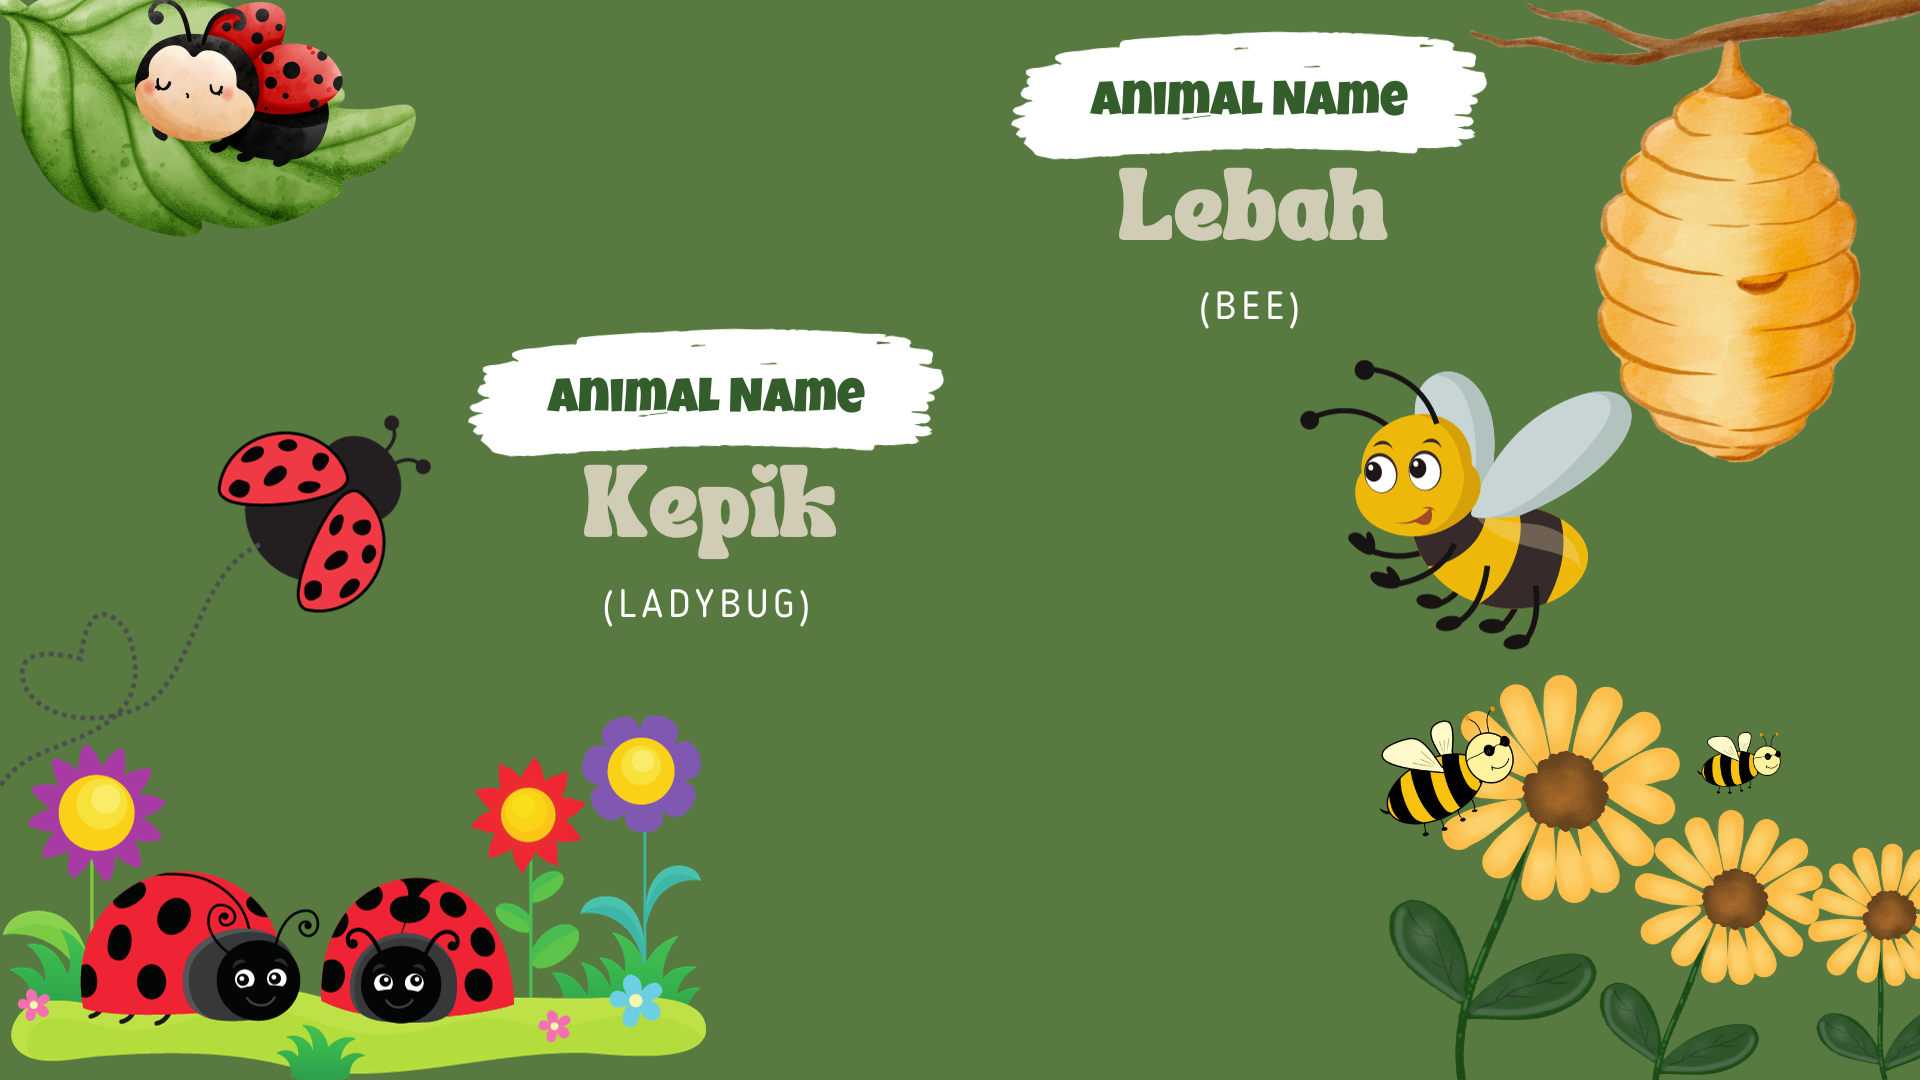 ANIMAL NAME
Lebah
(BEE)
ANIMAL NAME
Kepik
(LADYBUG)